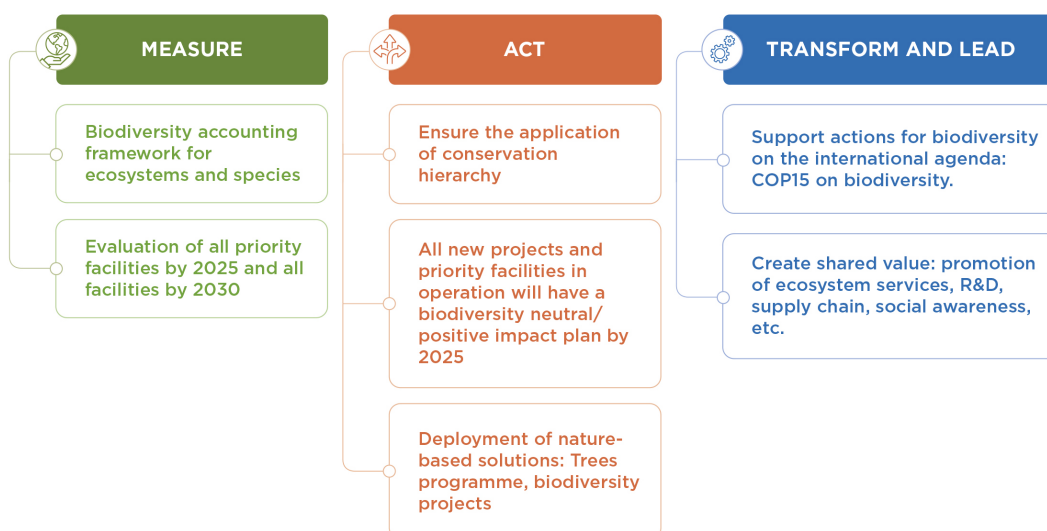 MEASURE
Biodiversity accounting
framework for
ecosystems and species
Evaluation of all priority
facilities by 2025 and all
facilities by 2030
ACT
Ensure the application
of conservation
hierarchy
All new projects and
priority facilities in
operation will have a
biodiversity neutral/
positive impact plan by
2025
Deployment of nature-
based solutions: Trees
programme, biodiversity
projects
TRANSFORM AND LEAD
Support actions for biodiversity
on the international agenda:
COP15 on biodiversity.
Create shared value: promotion
of ecosystem services, R&D,
supply chain, social awareness,
etc.